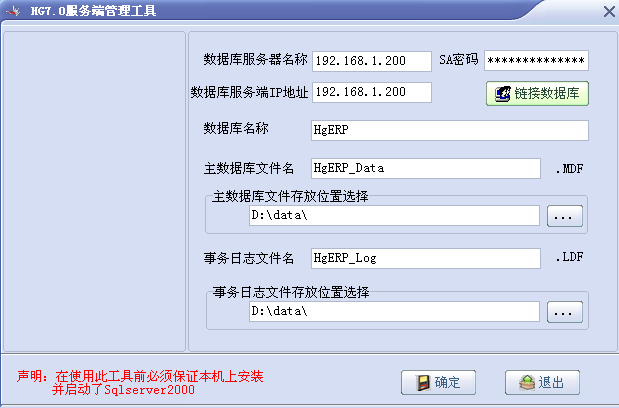 HG7.0服务端管理工具
数据库服务器名称 192.168.1.200 SA密码 **************
数据库服务端IP地址 192.168.1.200 链接数据库
数据库名称 HgERP
主数据库文件名 HgERP_Data .MDF
主数据库文件存放位置选择
D:\data\ ...
事务日志文件名 HgERP_Log .LDF
事务日志文件存放位置选择
D:\data\ ...
声明：在使用此工具前必须保证本机上安装
并启动了Sqlserver2000
确定 退出